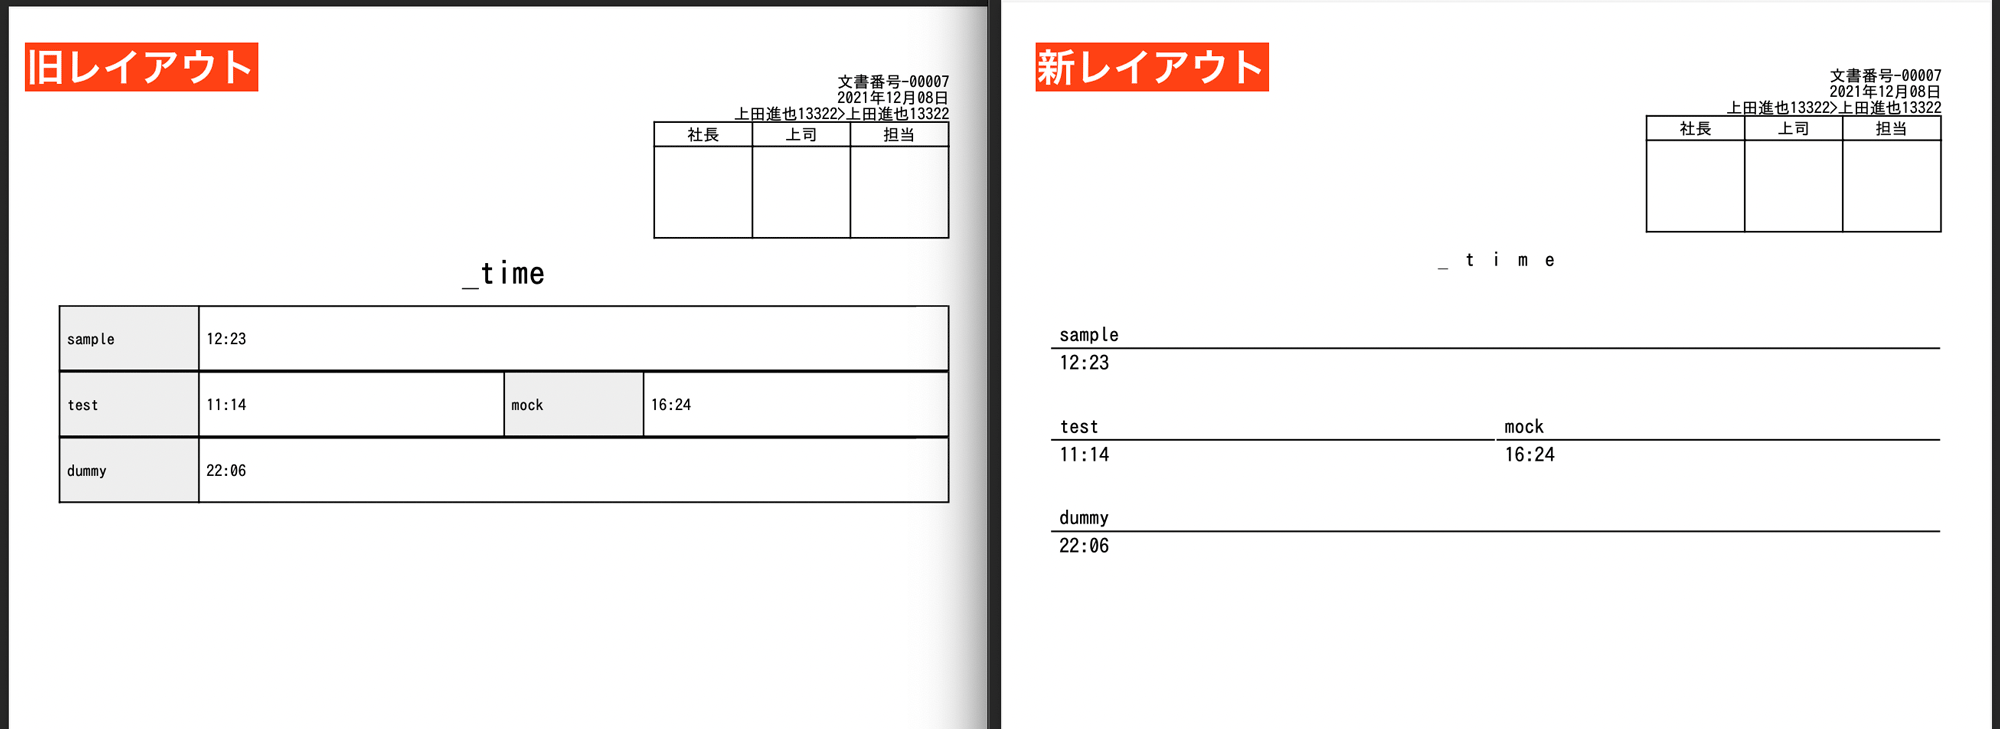 旧レイアウト
文書番号-00007
2021年12月08日
上田進也13322>上田進也13322
社長 上司 担当
_time
sample 12:23
test 11:14 mock 16:24
dummy 22:06
新レイアウト
文書番号-00007
2021年12月08日
上田進也13322>上田進也13322
社長 上司 担当
_ t i m e
sample
12:23
test mock
11:14 16:24
dummy
22:06